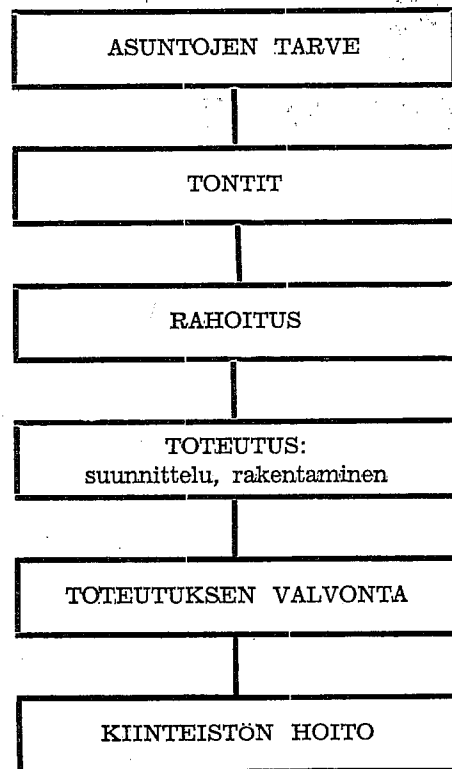 ASUNTOJEN TARVE
TONTIT
RAHOITUS
TOTEUTUS:
suunnittelu, rakentaminen
TOTEUTUKSEN VALVONTA
KIINTEISTÖN HOITO